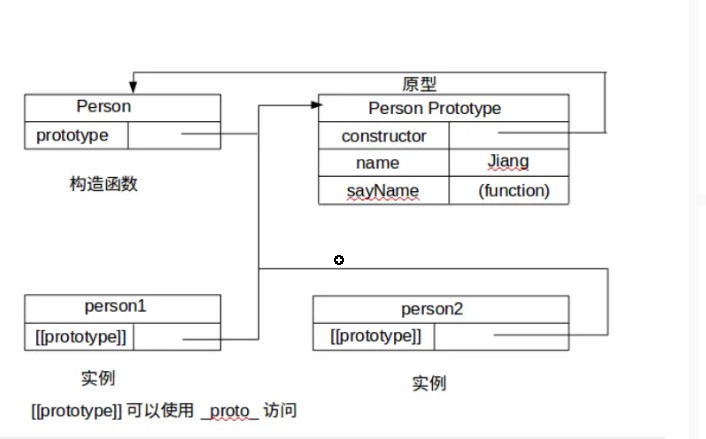 原型
Person
Person Prototype
prototype
constructor
name
Jiang
构造函数
sayName
(function)
person1
person2
[[prototype]]
[[prototype]]
实例
实例
[[prototype]] 可以使用 _proto_ 访问